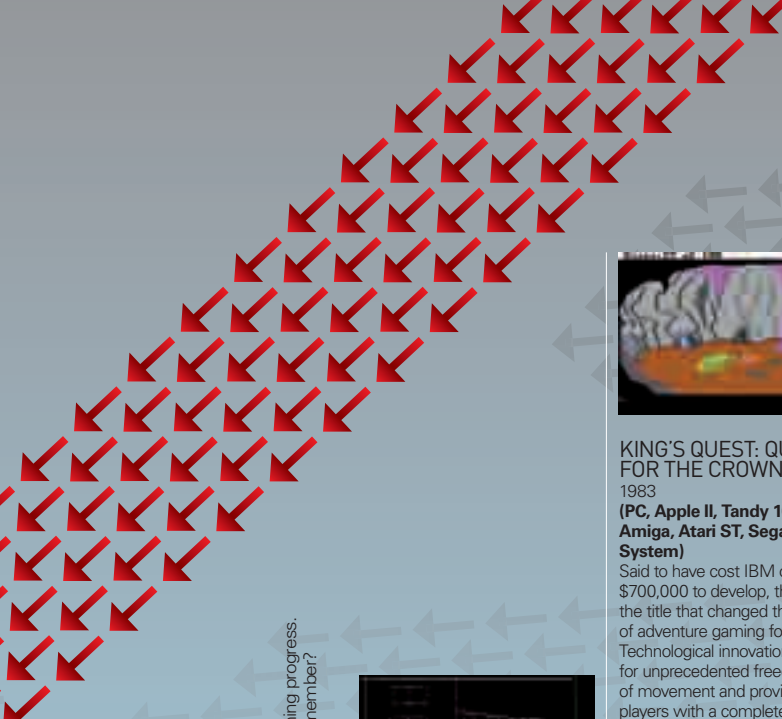 ning progress.
member?
KING'S QUEST: QU
FOR THE CROWN
1983
(PC, Apple II, Tandy 1
Amiga, Atari ST, Sega
System)
Said to have cost IBM
$700,000 to develop, th
the title that changed th
of adventure gaming fo
Technological innovatio
for unprecedented free
of movement and provi
players with a complete